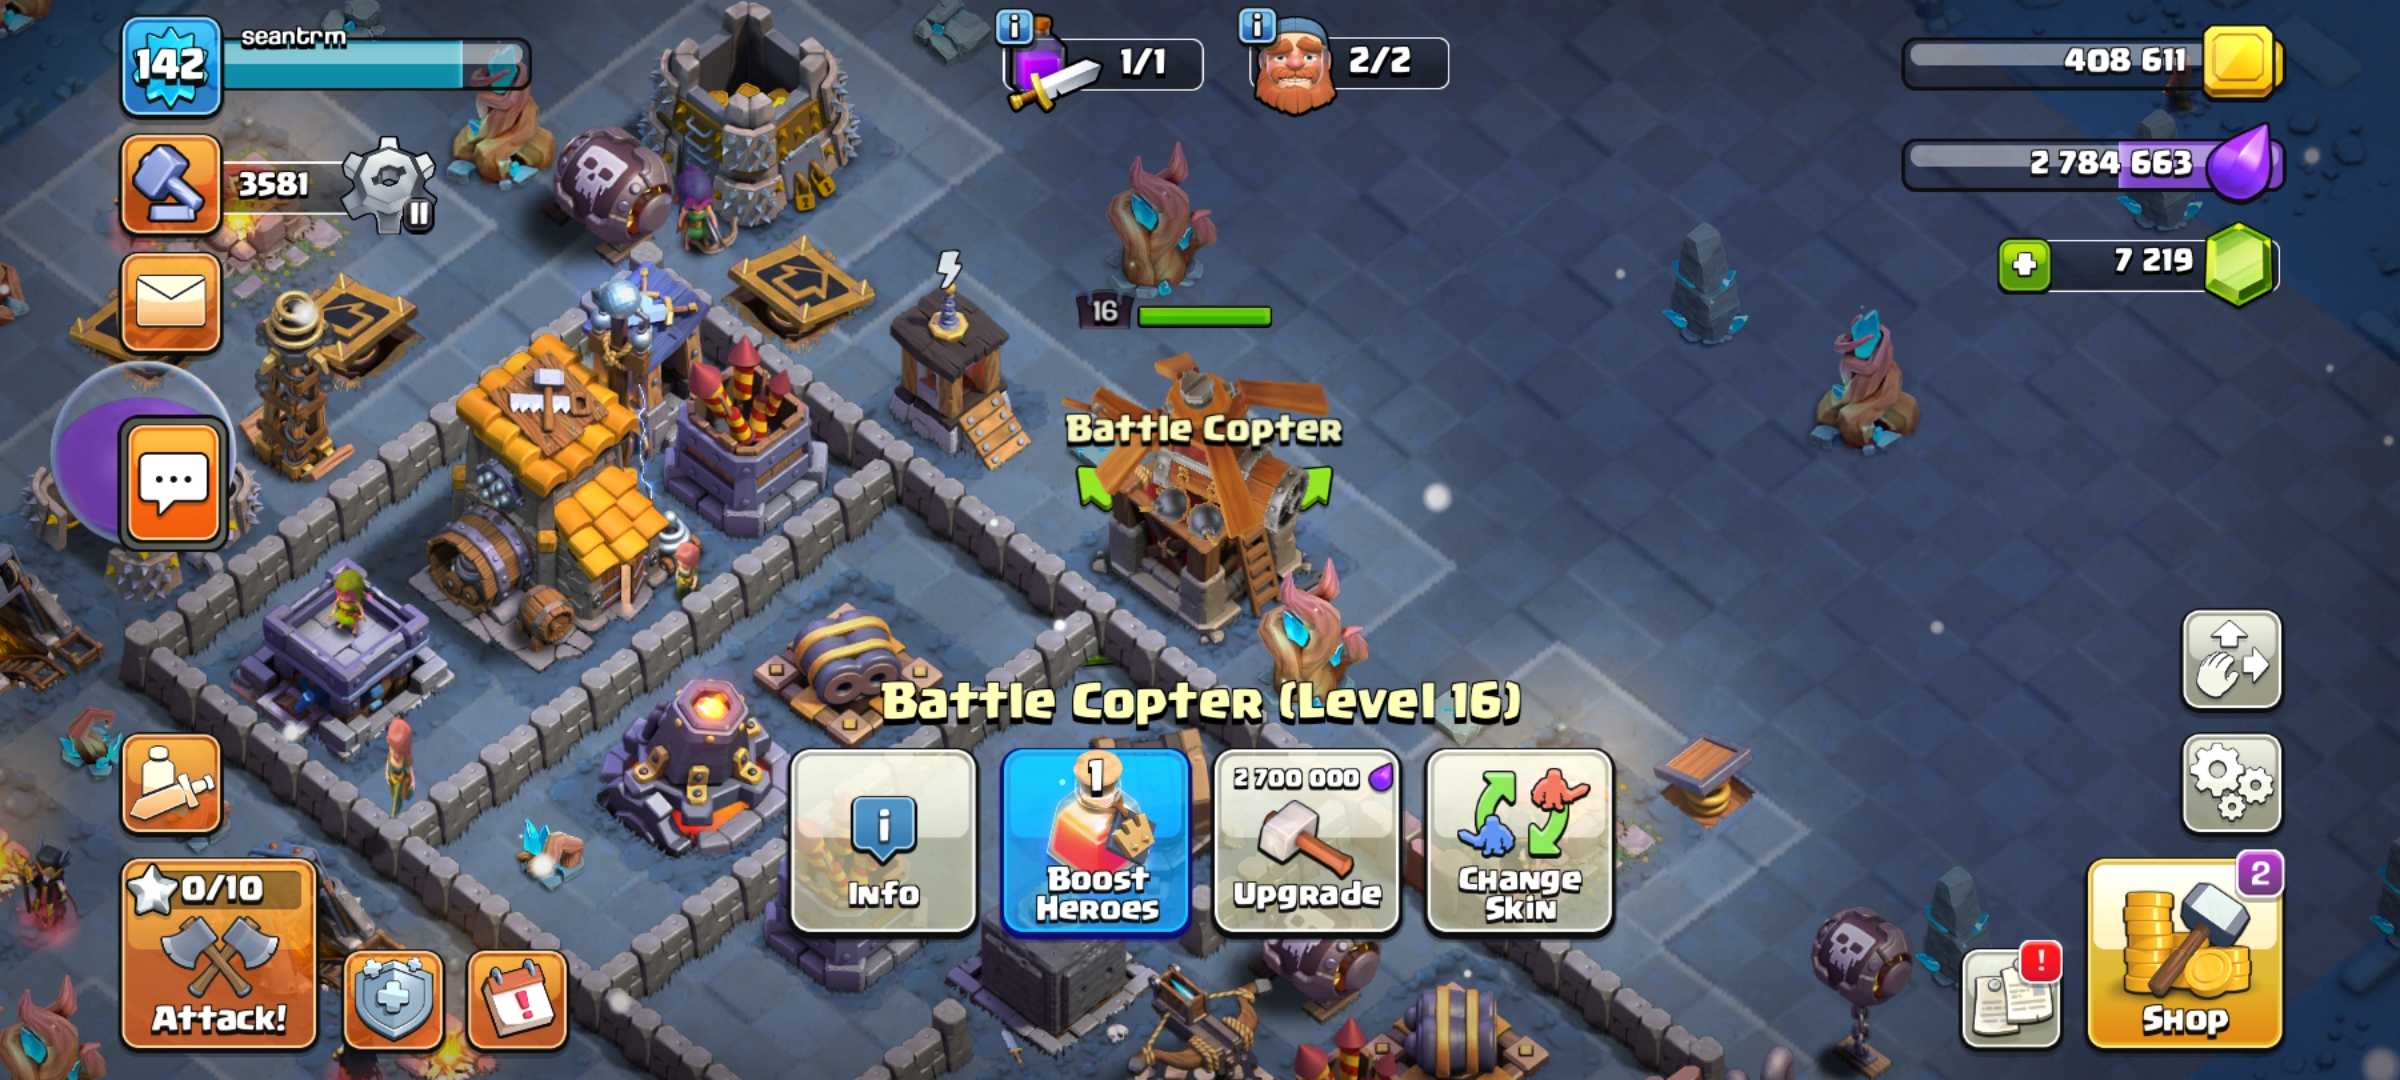 142
seantrm
1/1
2/2
408 611
3581
2 784 663
7 219
16
Battle Copter
Battle Copter (Level 16)
Info
1
Boost
Heroes
2 700 000
Upgrade
Change
Skin
0/10
Attack!
!
!
2
Shop